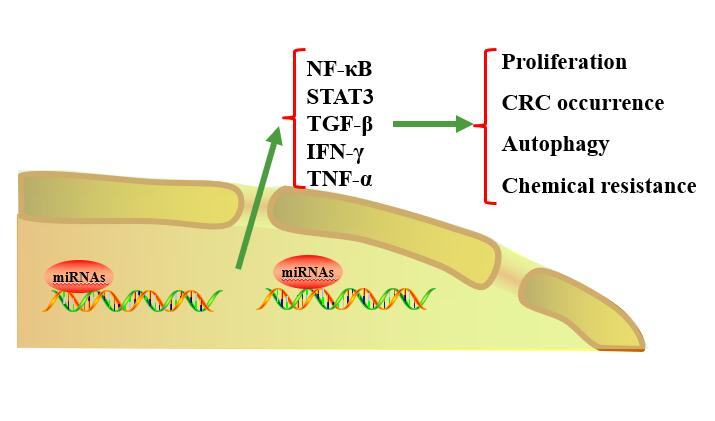 NF-κB
STAT3
TGF-β
IFN-γ
TNF-α
Proliferation
CRC occurrence
Autophagy
Chemical resistance
miRNAs
miRNAs